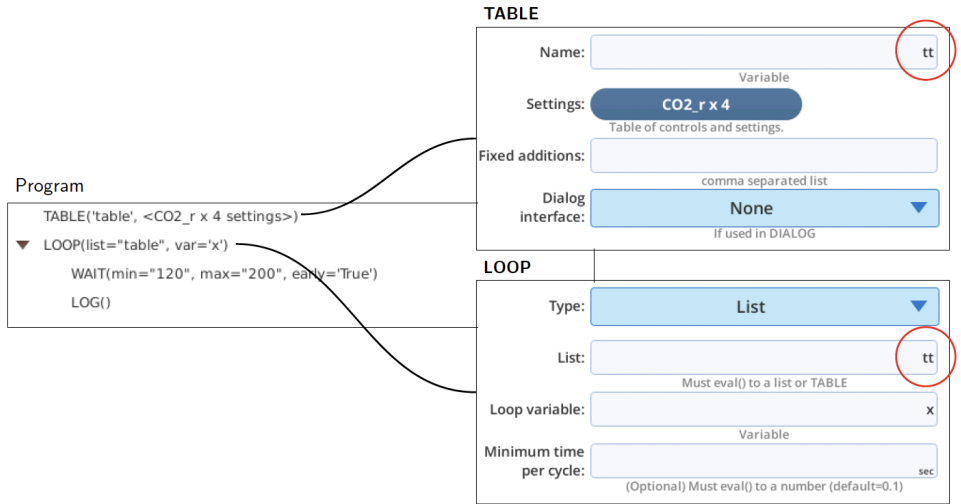 Program
TABLE('table', <CO2_r x 4 settings>)
LOOP(list="table", var='x')
WAIT(min="120", max="200", early='True')
LOG()
TABLE
Name: tt
Variable
Settings: CO2_r x 4
Table of controls and settings.
Fixed additions:
comma separated list
Dialog
interface: None
If used in DIALOG
LOOP
Type: List
List: tt
Must eval() to a list or TABLE
Loop variable: x
Variable
Minimum time
per cycle: sec
(Optional) Must eval() to a number (default=0.1)